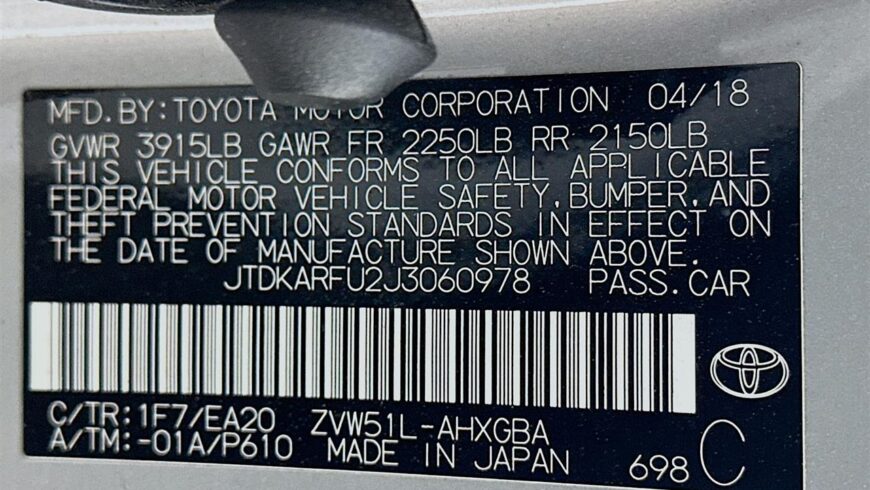 MFD. BY: TOYOTA MOTOR CORPORATION 04/18
GVWR 3915LB GAWR FR 2250LB RR 2150LB
THIS VEHICLE CONFORMS TO ALL APPLICABLE
FEDERAL MOTOR VEHICLE SAFETY, BUMPER, AND
THEFT PREVENTION STANDARDS IN EFFECT ON
THE DATE OF MANUFACTURE SHOWN ABOVE.
JTDKARFU2J3060978 PASS. CAR
C/TR: 1F7/EA20 ZVW51L-AHXGBA
A/TM: -01A/P610 MADE IN JAPAN 698 C